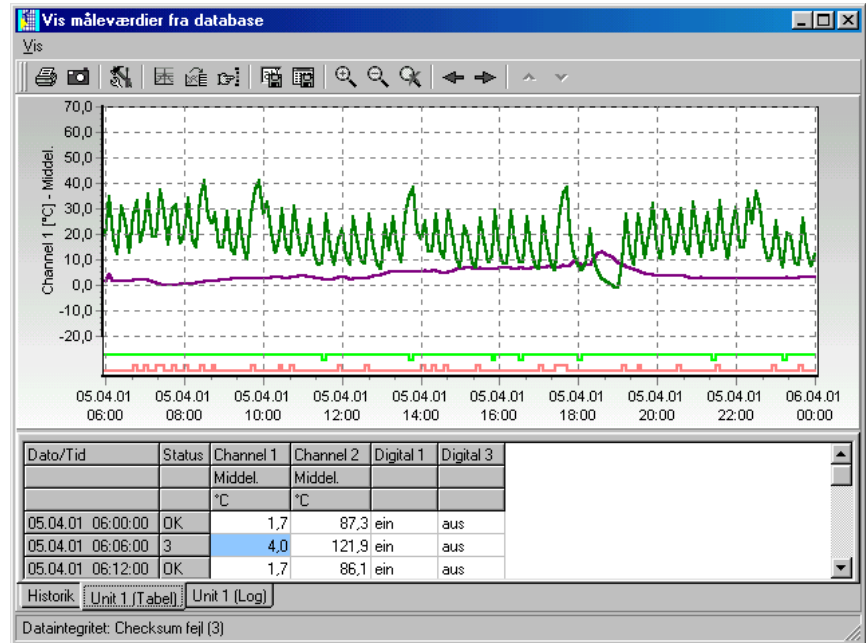 Vis måleværdier fra database
Vis
Channel 1 [°C] - Middel.
70,0
60,0
50,0
40,0
30,0
20,0
10,0
0,0
-10,0
-20,0
05.04.01 05.04.01 05.04.01 05.04.01 05.04.01 05.04.01 05.04.01 05.04.01 05.04.01 06.04.01
06:00 08:00 10:00 12:00 14:00 16:00 18:00 20:00 22:00 00:00
Dato/Tid Status Channel 1 Channel 2 Digital 1 Digital 3
Middel. Middel.
°C °C
05.04.01 06:00:00 OK 1,7 87,3 ein aus
05.04.01 06:06:00 3 4,0 121,9 ein aus
05.04.01 06:12:00 OK 1,7 86,1 ein aus
Historik Unit 1 (Tabel) Unit 1 (Log)
Dataintegritet: Checksum fejl (3)